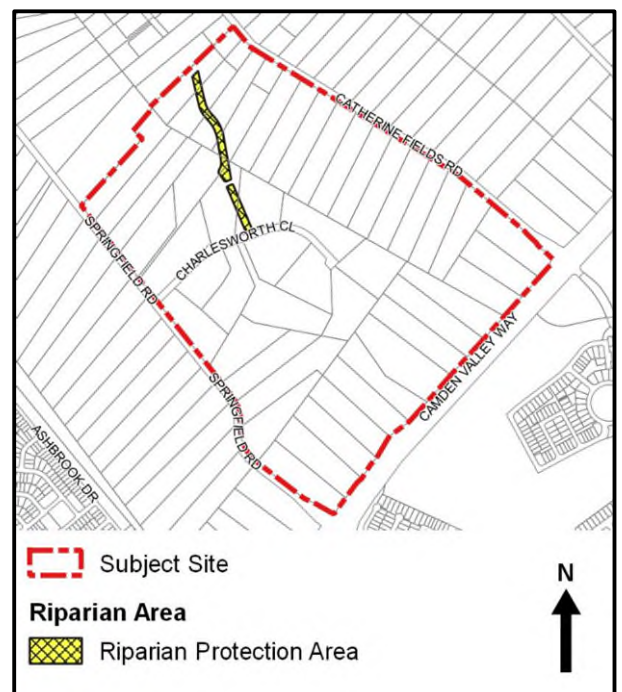 CATHERINE FIELDS RD
CHARLESWORTH CL
SPRINGFIELD RD
CAMDEN VALLEY WAY
SPRINGFIELD RD
ASHBROOK DR
Subject Site
N
Riparian Area
Riparian Protection Area